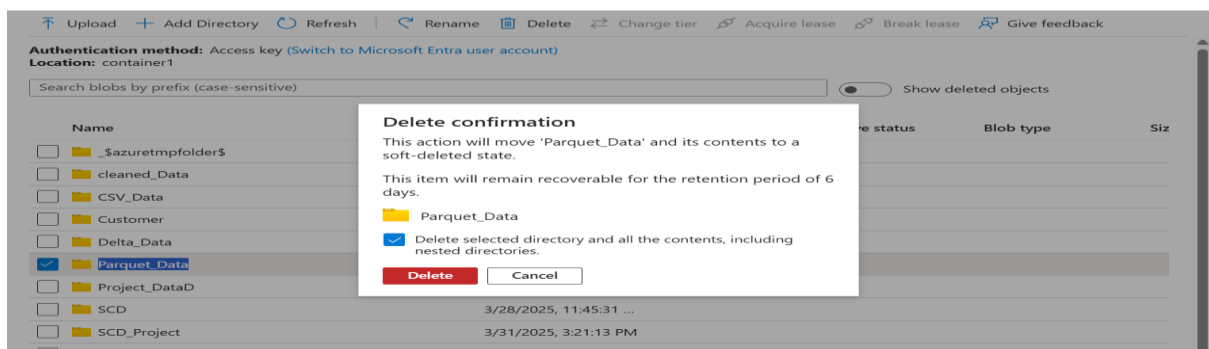 Upload Add Directory Refresh Rename Delete Change tier Acquire lease Break lease Give feedback
Authentication method: Access key (Switch to Microsoft Entra user account)
Location: container1
Search blobs by prefix (case-sensitive)
Show deleted objects
Name
ve status Blob type Siz
_$azuretmpfolder$
cleaned_Data
CSV_Data
Customer
Delta_Data
Parquet_Data
Project_DataD
SCD 3/28/2025, 11:45:31 ...
SCD_Project 3/31/2025, 3:21:13 PM
Delete confirmation
This action will move 'Parquet_Data' and its contents to a
soft-deleted state.
This item will remain recoverable for the retention period of 6
days.
Parquet_Data
Delete selected directory and all the contents, including
nested directories.
Delete Cancel